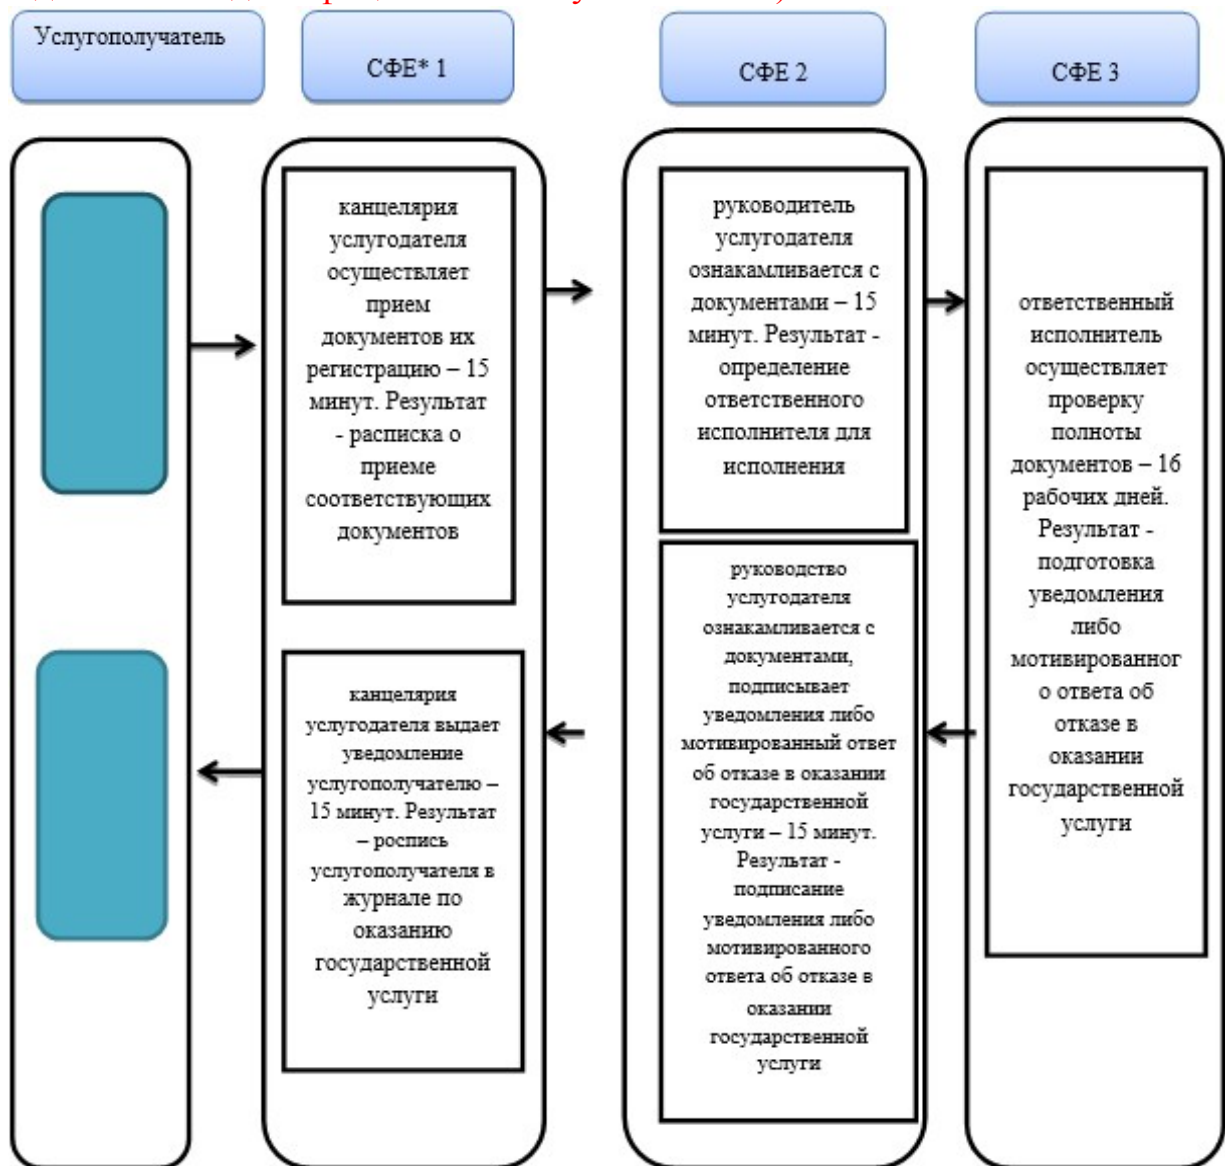 Услугополучатель
СФЕ* 1
СФЕ 2
СФЕ 3
канцелярия
услугодателя
осуществляет
прием
документов их
регистрацию – 15
минут. Результат
- расписка о
приеме
соответствующих
документов
руководитель
услугодателя
ознакамливается с
документами – 15
минут. Результат -
определение
ответственного
исполнителя для
исполнения
ответственный
исполнитель
осуществляет
проверку
полноты
документов – 16
рабочих дней.
Результат -
подготовка
уведомления
либо
мотивированног
о ответа об
отказе в
оказании
государственной
услуги
руководство
услугодателя
ознакамливается с
документами,
подписывает
уведомления либо
мотивированный ответ
об отказе в оказании
государственной
услуги – 15 минут.
Результат -
подписание
уведомления либо
мотивированного
ответа об отказе в
оказании
государственной
услуги
канцелярия
услугодателя выдает
уведомление
услугополучателю –
15 минут. Результат
– роспись
услугополучателя в
журнале по
оказанию
государственной
услуги